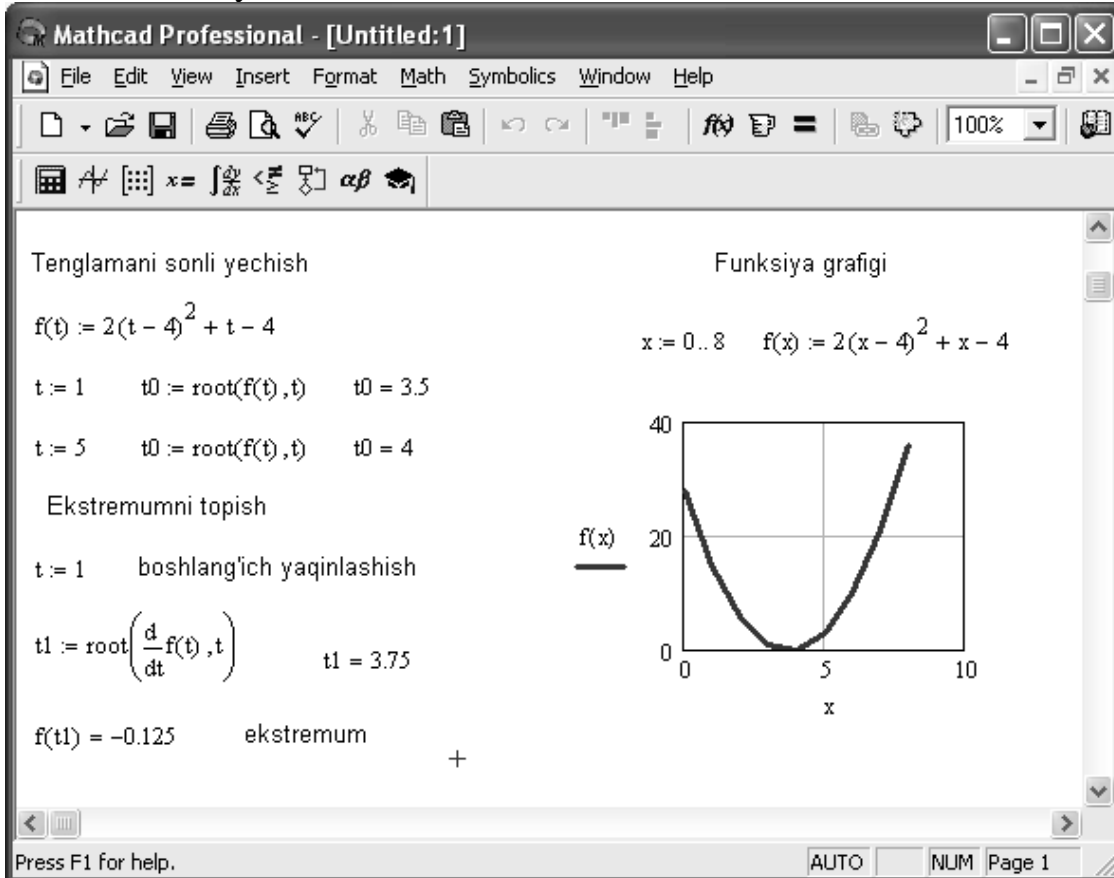 Mathcad Professional - [Untitled:1]
File Edit View Insert Format Math Symbolics Window Help
100%
Tenglamani sonli yechish
f(t) := 2(t − 4)² + t − 4
t := 1 t0 := root(f(t) ,t) t0 = 3.5
t := 5 t0 := root(f(t) ,t) t0 = 4
Ekstremumni topish
t := 1 boshlang'ich yaqinlashish
t1 := root(d/dt f(t) ,t) t1 = 3.75
f(t1) = −0.125 ekstremum
Funksiya grafigi
x := 0.. 8 f(x) := 2(x − 4)² + x − 4
40
f(x) 20
0
0 5 10
x
Press F1 for help. AUTO NUM Page 1